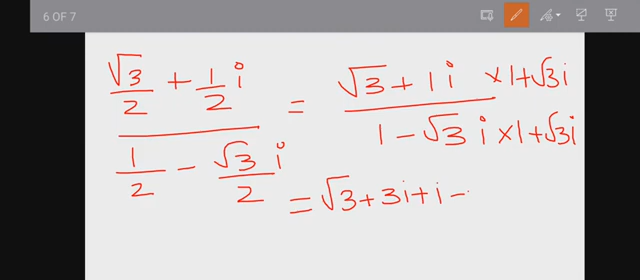 6 OF 7
√3/2 + 1/2 i = √3 + 1 i × 1+√3i
1/2 - √3/2 i 1 - √3 i × 1+√3i
= √3 + 3i + i -